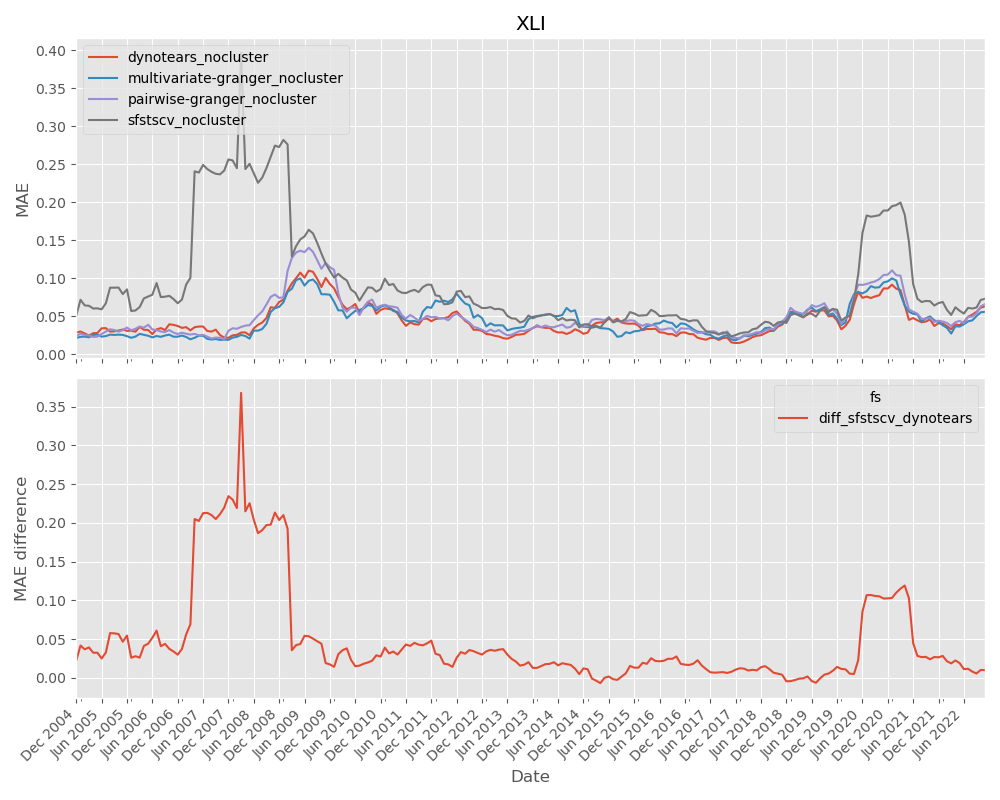 XLI
0.40
0.35
0.30
0.25
0.20
0.15
0.10
0.05
0.00
MAE
dynotears_nocluster
multivariate-granger_nocluster
pairwise-granger_nocluster
sfstscv_nocluster
0.35
0.30
0.25
0.20
0.15
0.10
0.05
0.00
MAE difference
fs
diff_sfstscv_dynotears
Dec 2004
Jun 2005
Dec 2005
Jun 2006
Dec 2006
Jun 2007
Dec 2007
Jun 2008
Dec 2008
Jun 2009
Dec 2009
Jun 2010
Dec 2010
Jun 2011
Dec 2011
Jun 2012
Dec 2012
Jun 2013
Dec 2013
Jun 2014
Dec 2014
Jun 2015
Dec 2015
Jun 2016
Dec 2016
Jun 2017
Dec 2017
Jun 2018
Dec 2018
Jun 2019
Dec 2019
Jun 2020
Dec 2020
Jun 2021
Dec 2021
Jun 2022
Date